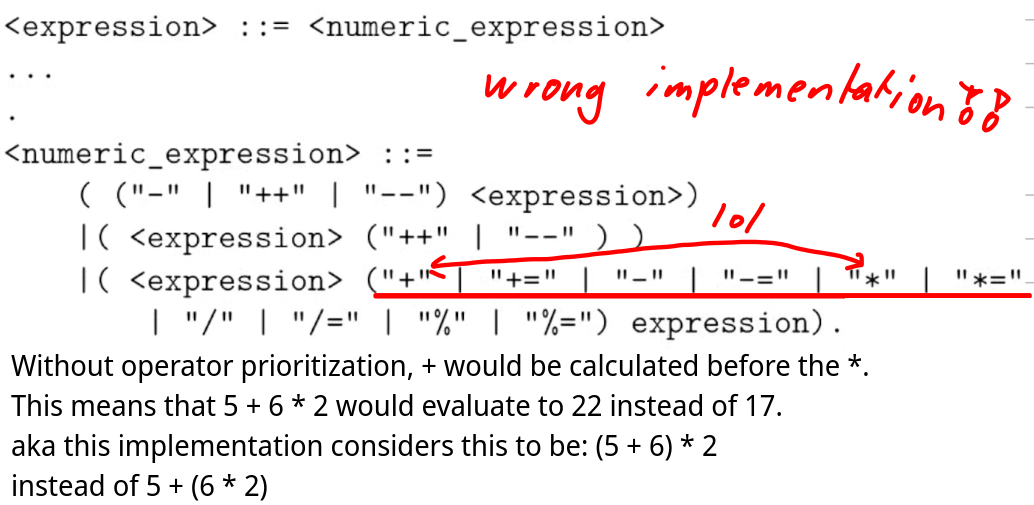 <expression> ::= <numeric_expression>
...
wrong implementation!!
.
<numeric_expression> ::=
( ("-" | "++" | "--") <expression>)
lol
|( <expression> ("++" | "--" ) )
|( <expression> ("+" | "+=" | "-" | "-=" | "*" | "*="
| "/" | "/=" | "%" | "%=") expression).
Without operator prioritization, + would be calculated before the *.
This means that 5 + 6 * 2 would evaluate to 22 instead of 17.
aka this implementation considers this to be: (5 + 6) * 2
instead of 5 + (6 * 2)